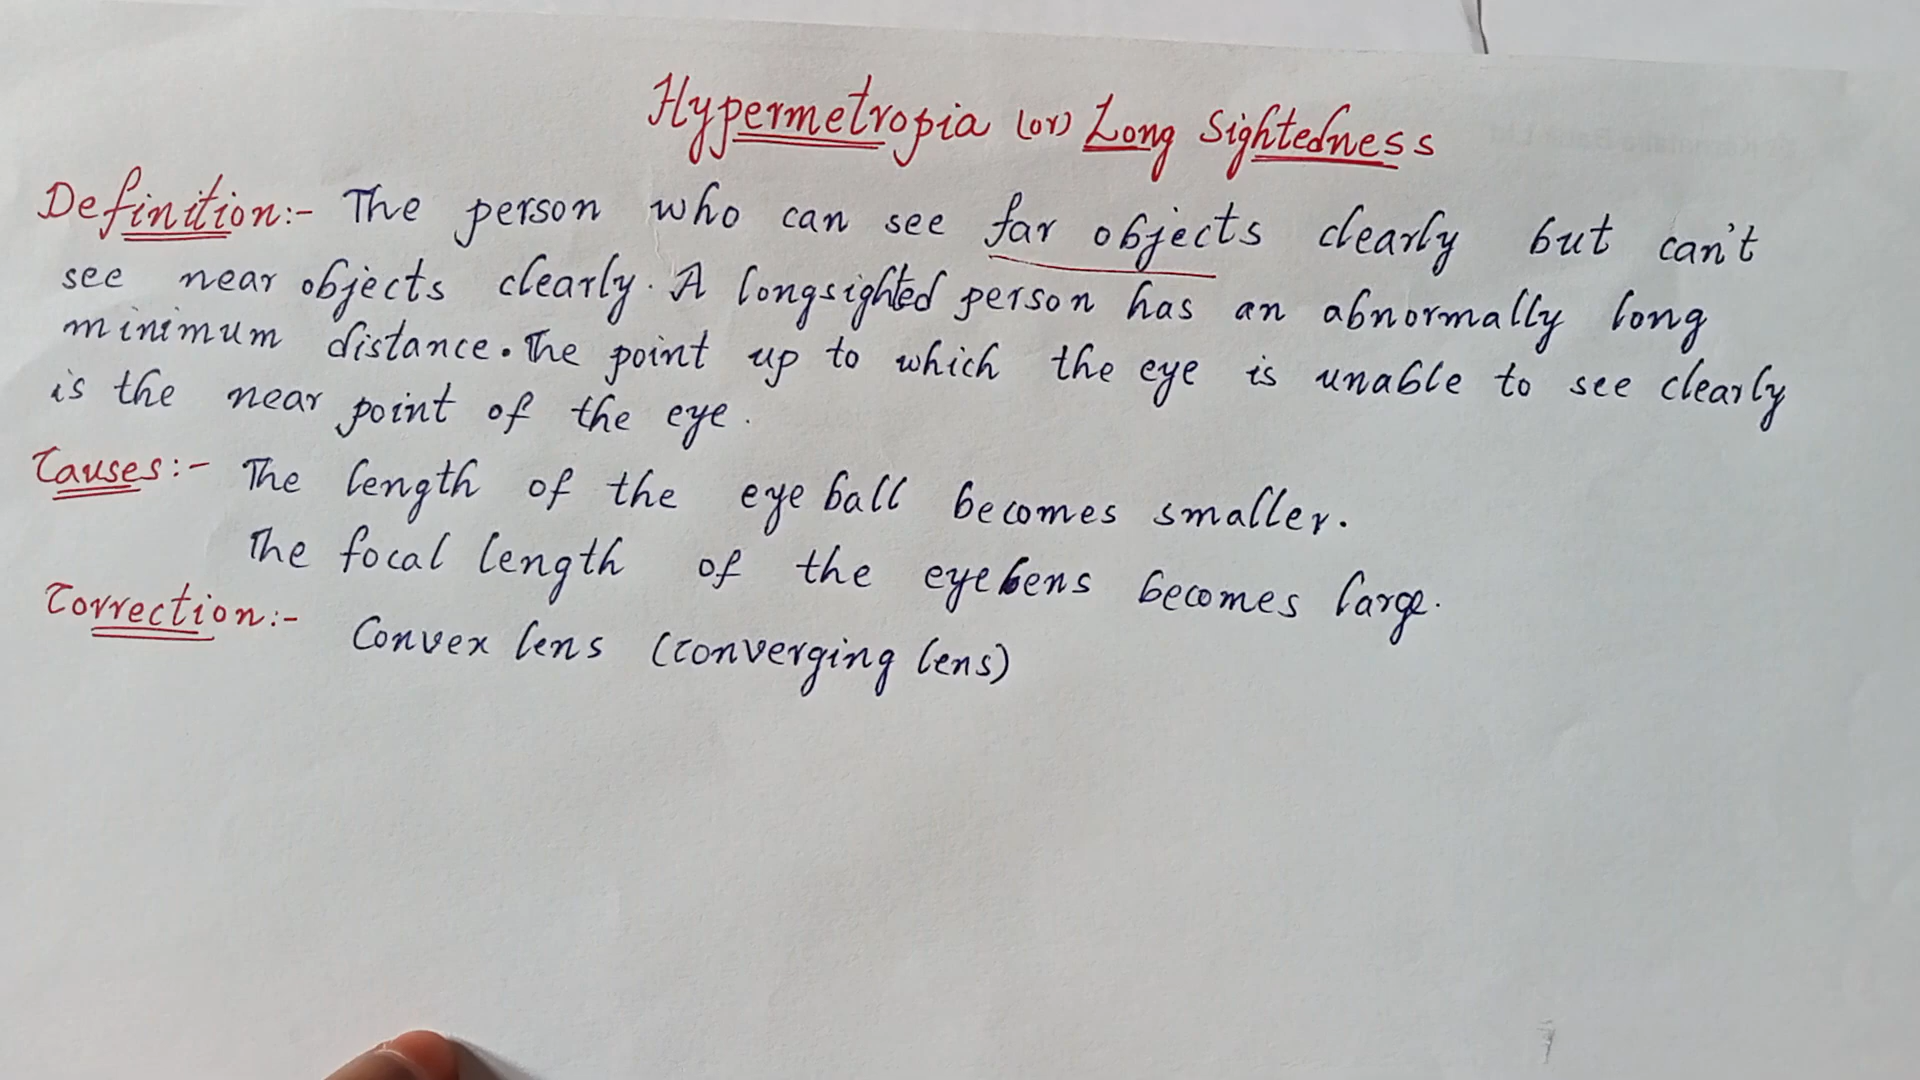 Hypermetropia (or) Long Sightedness
Definition:- The person who can see far objects clearly but can't
see near objects clearly. A longsighted person has an abnormally long
minimum distance. The point up to which the eye is unable to see clearly
is the near point of the eye.
Causes:- The length of the eye ball becomes smaller.
The focal length of the eyelens becomes large.
Correction:- Convex lens (converging lens)